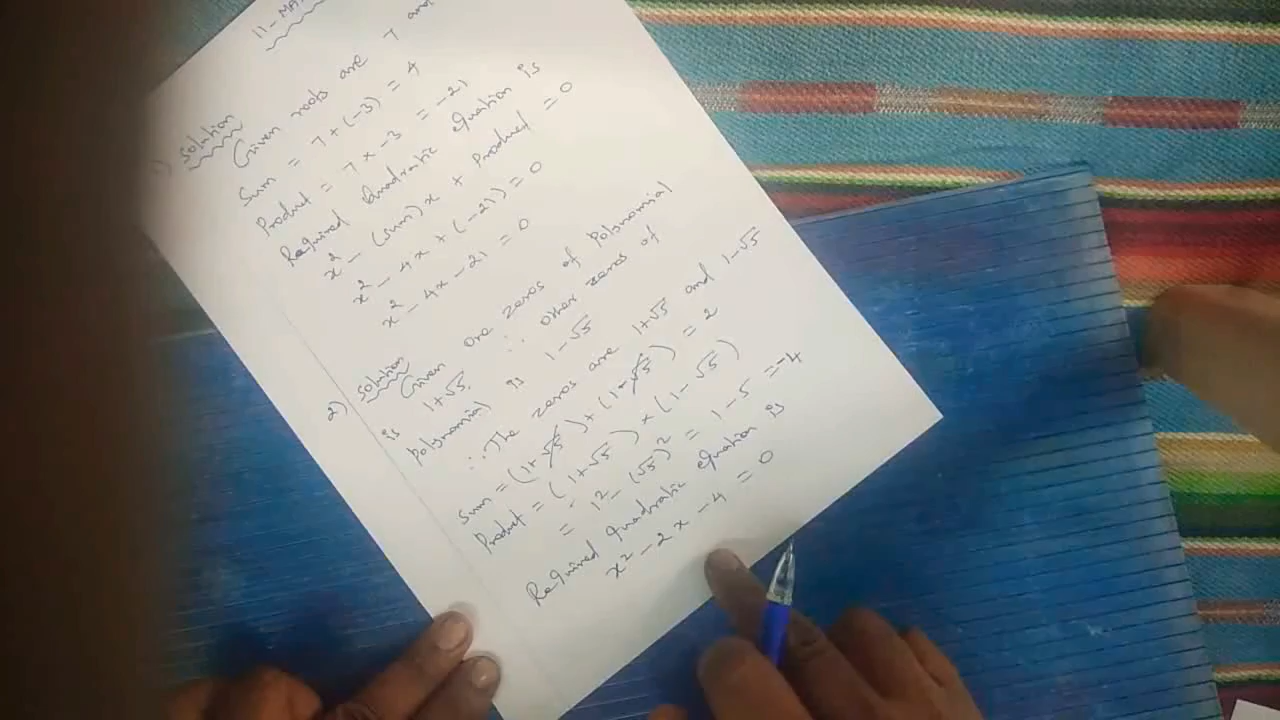 11-MA
1) Solution
Given roots are 7 and
Sum = 7 + (-3) = 4
Product = 7 x -3 = -21
Required Quadratic equation is
x² - (sum) x + Product = 0
x² - 4x + (-21) = 0
x² - 4x - 21 = 0
2) Solution
Given one zeros of Polynomial
is 1+√5. ∴ other zeros of
Polynomial is 1-√5
∴ The zeros are 1+√5 and 1-√5
Sum = (1+√5) + (1-√5) = 2
Product = (1+√5) × (1-√5)
= 1² - (√5)² = 1 - 5 = -4
Required Quadratic equation is
x² - 2x - 4 = 0